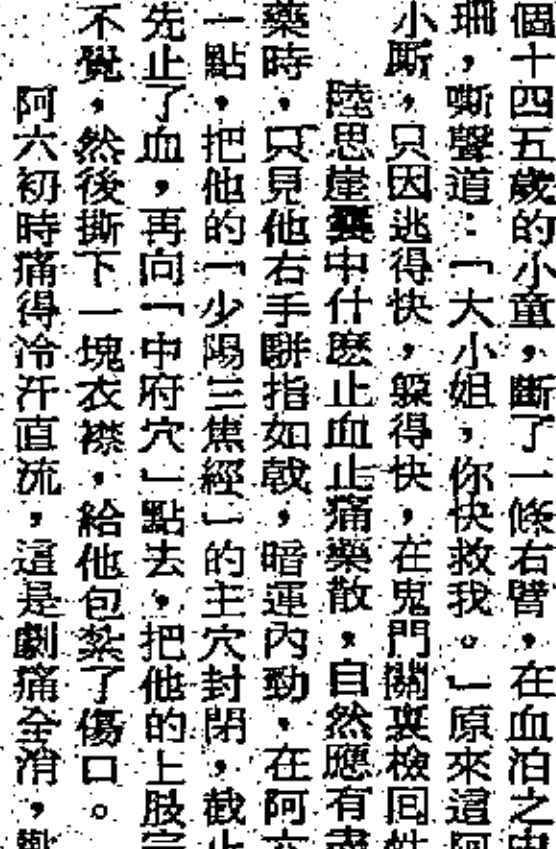 個十四五歲的小童，斷了一條右臂，在血泊之中
珊，嘶聲道：「大小姐，你快救我。」原來這阿
小厮，只因逃得快，躲得快，在鬼門關裏檢回性
陸思崖囊中什麽止血止痛藥散，自然應有盡
藥時，只見他右手駢指如戟，暗運內勁，在阿六
一點，把他的「少陽三焦經」的主穴封閉，截止
先止了血，再向「中府穴」點去，把他的上肢
不覺，然後撕下一塊衣襟，給他包紮了傷口。
阿六初時痛得冷汗直流，這是劇痛全消，